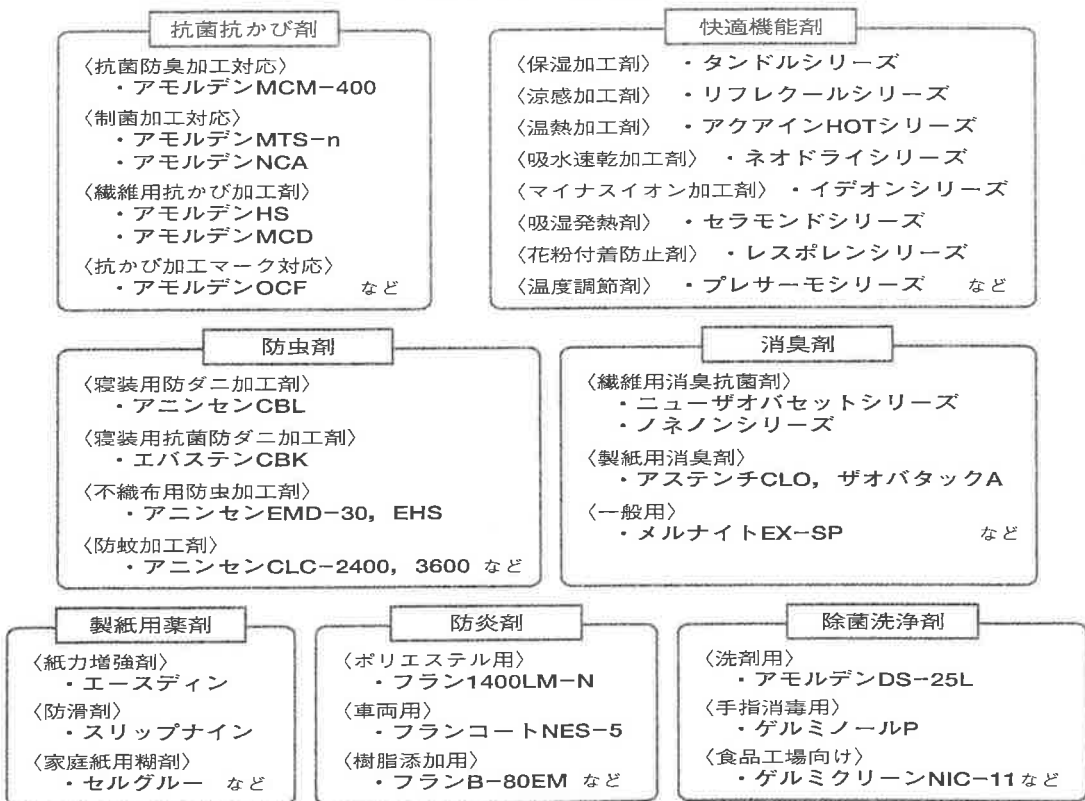 抗菌抗かび剤
〈抗菌防臭加工対応〉
・アモルデンMCM-400
〈制菌加工対応〉
・アモルデンMTS-n
・アモルデンNCA
〈繊維用抗かび加工剤〉
・アモルデンHS
・アモルデンMCD
〈抗かび加工マーク対応〉
・アモルデンOCF など
快適機能剤
〈保湿加工剤〉 ・タンドルシリーズ
〈涼感加工剤〉 ・リフレクールシリーズ
〈温熱加工剤〉 ・アクアインHOTシリーズ
〈吸水速乾加工剤〉 ・ネオドライシリーズ
〈マイナスイオン加工剤〉 ・イデオンシリーズ
〈吸湿発熱剤〉 ・セラモンドシリーズ
〈花粉付着防止剤〉 ・レスポレンシリーズ
〈温度調節剤〉 ・プレサーモシリーズ など
防虫剤
〈寝装用防ダニ加工剤〉
・アニンセンCBL
〈寝装用抗菌防ダニ加工剤〉
・エバステンCBK
〈不織布用防虫加工剤〉
・アニンセンEMD-30, EHS
〈防蚊加工剤〉
・アニンセンCLC-2400, 3600 など
消臭剤
〈繊維用消臭抗菌剤〉
・ニューザオバセットシリーズ
・ノネノンシリーズ
〈製紙用消臭剤〉
・アステンチCLO, ザオバタックA
〈一般用〉
・メルナイトEX-SP など
製紙用薬剤
〈紙力増強剤〉
・エースディン
〈防滑剤〉
・スリップナイン
〈家庭紙用糊剤〉
・セルグルー など
防炎剤
〈ポリエステル用〉
・フラン1400LM-N
〈車両用〉
・フランコートNES-5
〈樹脂添加用〉
・フランB-80EM など
除菌洗浄剤
〈洗剤用〉
・アモルデンDS-25L
〈手指消毒用〉
・ゲルミノールP
〈食品工場向け〉
・ゲルミクリーンNIC-11 など